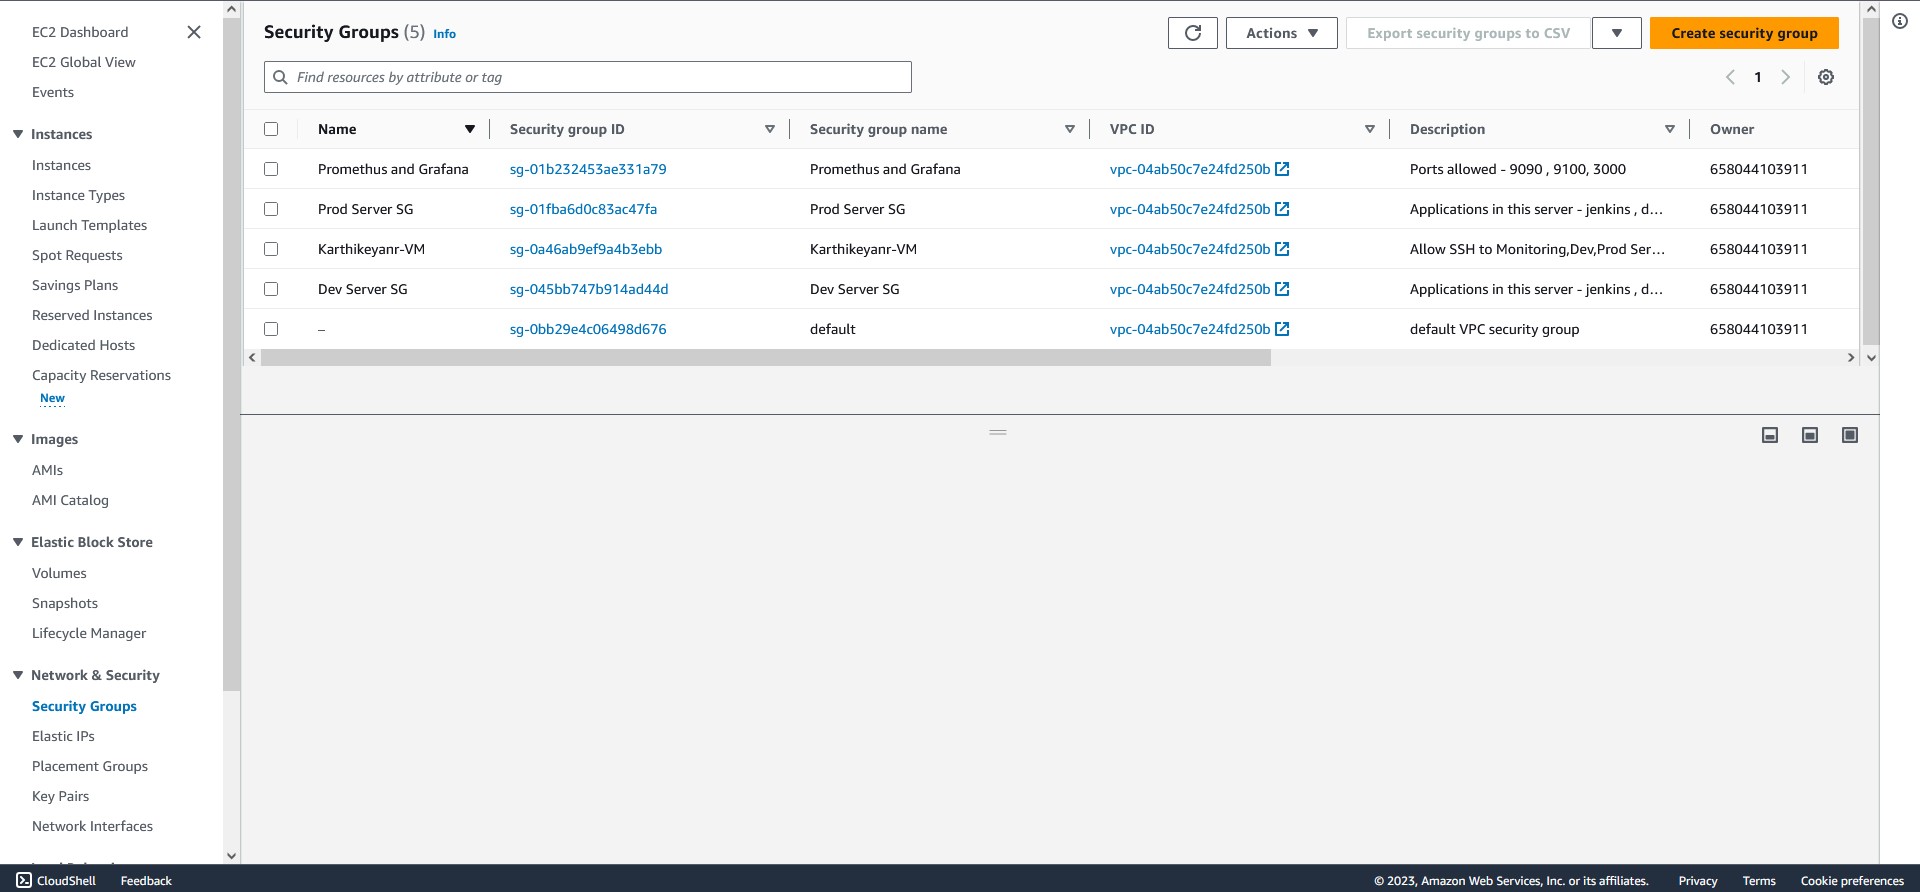 EC2 Dashboard
EC2 Global View
Events
Instances
Instances
Instance Types
Launch Templates
Spot Requests
Savings Plans
Reserved Instances
Dedicated Hosts
Capacity Reservations
New
Images
AMIs
AMI Catalog
Elastic Block Store
Volumes
Snapshots
Lifecycle Manager
Network & Security
Security Groups
Elastic IPs
Placement Groups
Key Pairs
Network Interfaces
Security Groups (5) Info
Actions
Export security groups to CSV
Create security group
Find resources by attribute or tag
1
Name Security group ID Security group name VPC ID Description Owner
Promethus and Grafana sg-01b232453ae331a79 Promethus and Grafana vpc-04ab50c7e24fd250b Ports allowed - 9090 , 9100, 3000 658044103911
Prod Server SG sg-01fba6d0c83ac47fa Prod Server SG vpc-04ab50c7e24fd250b Applications in this server - jenkins , d... 658044103911
Karthikeyanr-VM sg-0a46ab9ef9a4b3ebb Karthikeyanr-VM vpc-04ab50c7e24fd250b Allow SSH to Monitoring,Dev,Prod Ser... 658044103911
Dev Server SG sg-045bb747b914ad44d Dev Server SG vpc-04ab50c7e24fd250b Applications in this server - jenkins , d... 658044103911
– sg-0bb29e4c06498d676 default vpc-04ab50c7e24fd250b default VPC security group 658044103911
CloudShell Feedback © 2023, Amazon Web Services, Inc. or its affiliates. Privacy Terms Cookie preferences